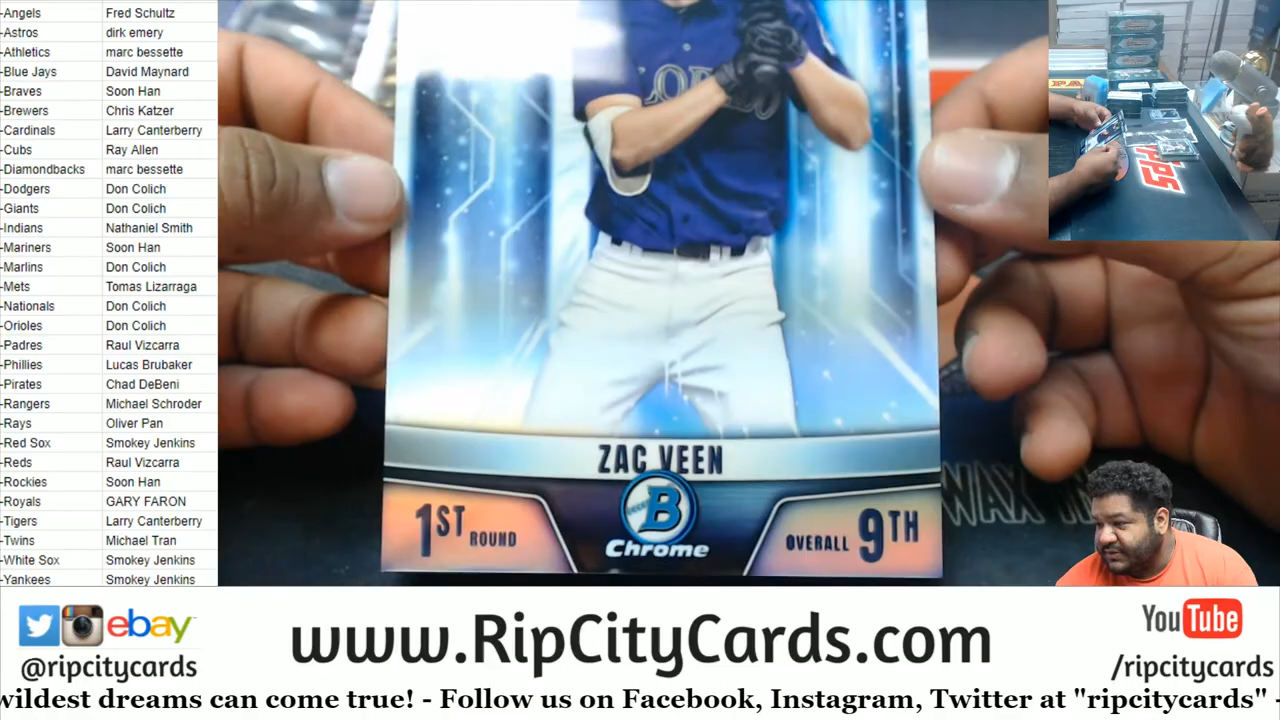 -Angels Fred Schultz
-Astros dirk emery
-Athletics marc bessette
-Blue Jays David Maynard
-Braves Soon Han
-Brewers Chris Katzer
-Cardinals Larry Canterberry
-Cubs Ray Allen
-Diamondbacks marc bessette
-Dodgers Don Colich
-Giants Don Colich
-Indians Nathaniel Smith
-Mariners Soon Han
-Marlins Don Colich
-Mets Tomas Lizarraga
-Nationals Don Colich
-Orioles Don Colich
-Padres Raul Vizcarra
-Phillies Lucas Brubaker
-Pirates Chad DeBeni
-Rangers Michael Schroder
-Rays Oliver Pan
-Red Sox Smokey Jenkins
-Reds Raul Vizcarra
-Rockies Soon Han
-Royals GARY FARON
-Tigers Larry Canterberry
-Twins Michael Tran
-White Sox Smokey Jenkins
-Yankees Smokey Jenkins
ZAC VEEN
1ST ROUND
B
Chrome
OVERALL 9TH
WAX
ebay
@ripcitycards
www.RipCityCards.com
YouTube
/ripcitycards
wildest dreams can come true! - Follow us on Facebook, Instagram, Twitter at "ripcitycards" -